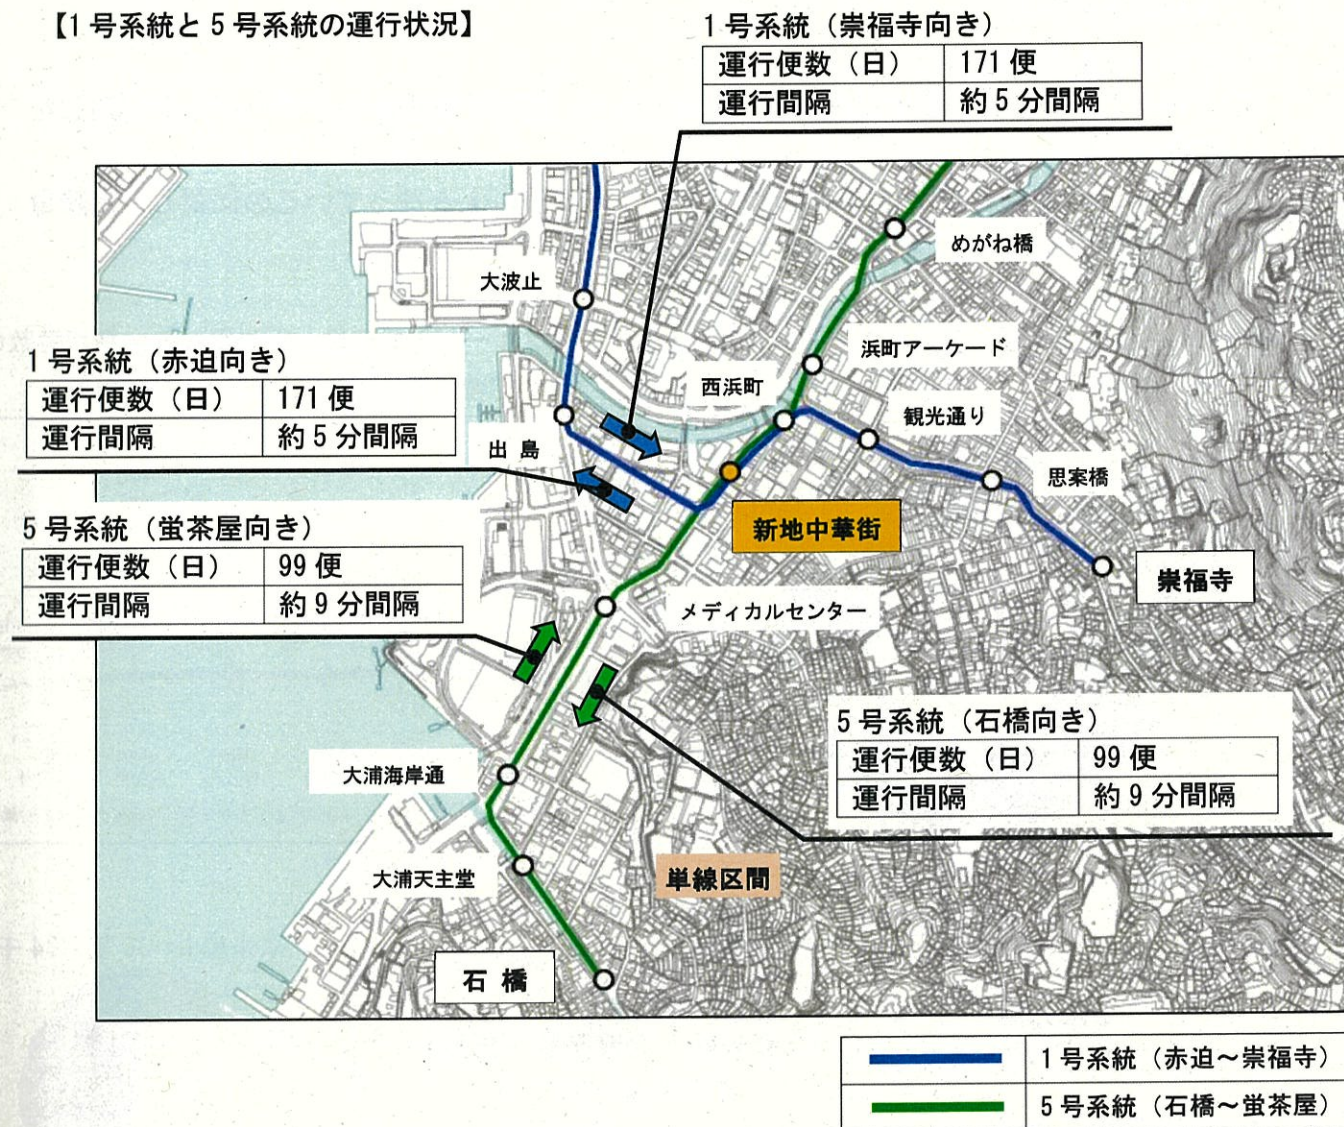 【1号系統と5号系統の運行状況】
1号系統（崇福寺向き）
運行便数（日） 171便
運行間隔 約5分間隔
めがね橋
大波止
浜町アーケード
1号系統（赤迫向き）
運行便数（日） 171便
運行間隔 約5分間隔
西浜町
観光通り
出島
思案橋
5号系統（蛍茶屋向き）
運行便数（日） 99便
運行間隔 約9分間隔
新地中華街
崇福寺
メディカルセンター
5号系統（石橋向き）
運行便数（日） 99便
運行間隔 約9分間隔
大浦海岸通
大浦天主堂
単線区間
石橋
1号系統（赤迫～崇福寺）
5号系統（石橋～蛍茶屋）